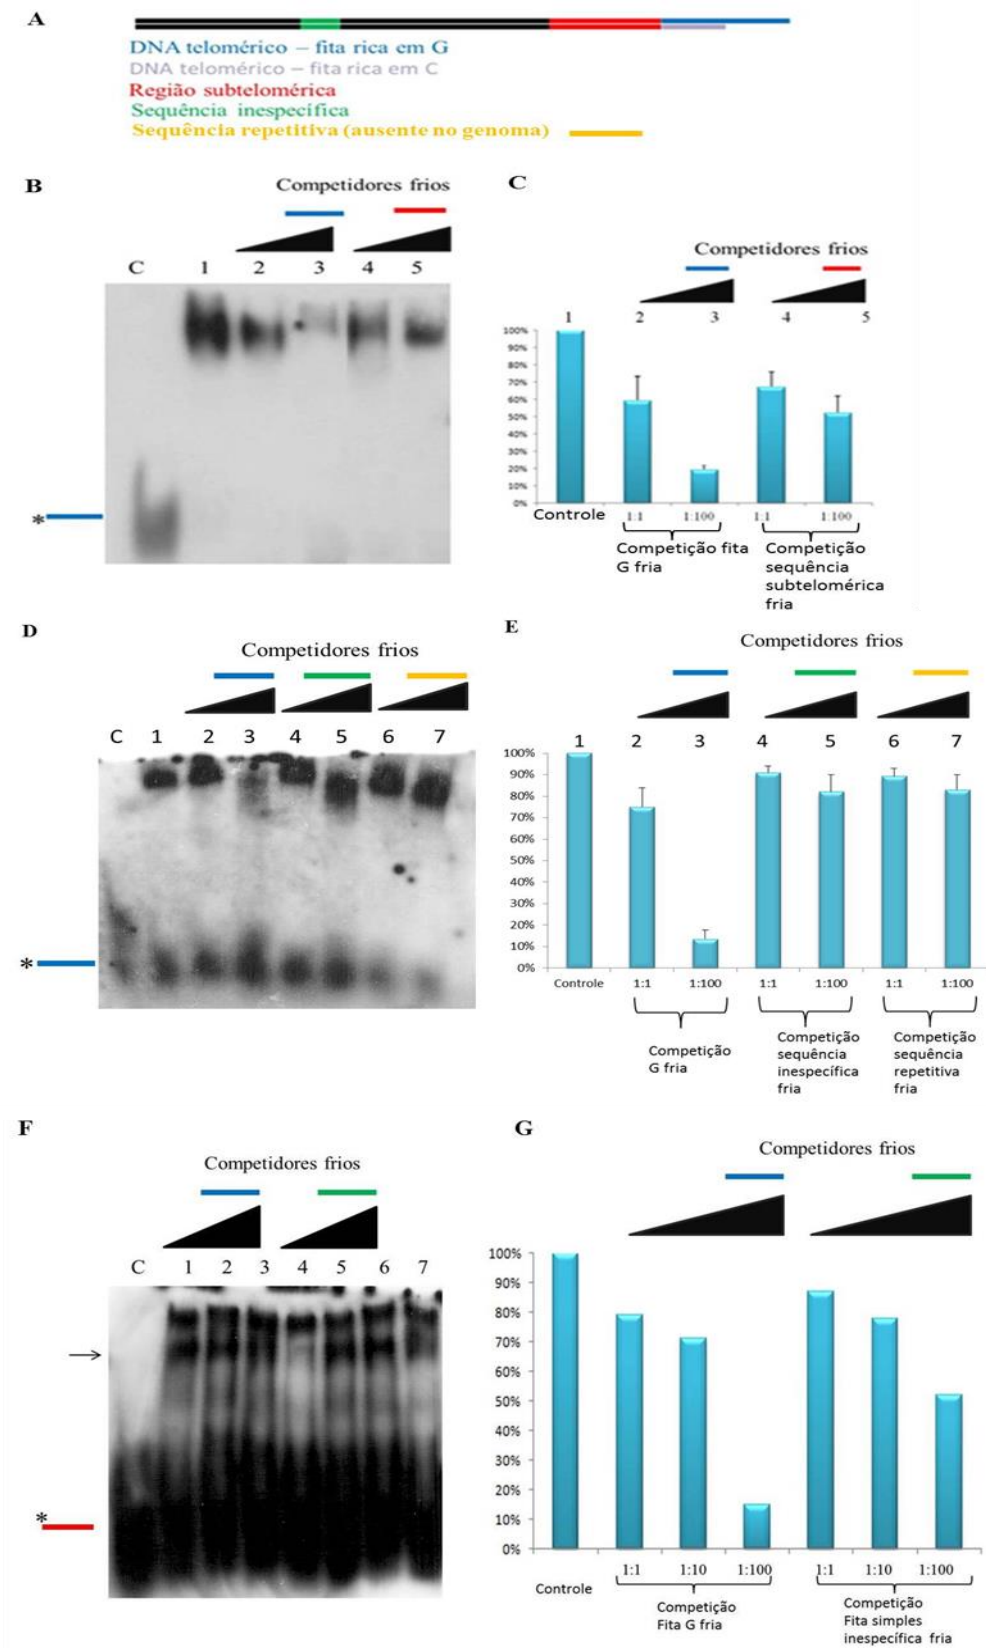 A
DNA telomérico – fita rica em G
DNA telomérico – fita rica em C
Região subtelomérica
Sequência inespecífica
Sequência repetitiva (ausente no genoma)
B
Competidores frios
C 1 2 3 4 5
*
C
Competidores frios
1 2 3 4 5
100%
90%
80%
70%
60%
50%
40%
30%
20%
10%
0%
Controle 1:1 1:100 1:1 1:100
Competição fita
G fria
Competição
sequência
subtelomérica
fria
D
Competidores frios
C 1 2 3 4 5 6 7
*
E
Competidores frios
1 2 3 4 5 6 7
100%
90%
80%
70%
60%
50%
40%
30%
20%
10%
0%
Controle 1:1 1:100 1:1 1:100 1:1 1:100
Competição
G fria
Competição
sequência
inespecífica
fria
Competição
sequência
repetitiva
fria
F
Competidores frios
C 1 2 3 4 5 6 7
*
G
Competidores frios
100%
90%
80%
70%
60%
50%
40%
30%
20%
10%
0%
Controle 1:1 1:10 1:100 1:1 1:10 1:100
Competição
Fita G fria
Competição
Fita simples
inespecífica fria